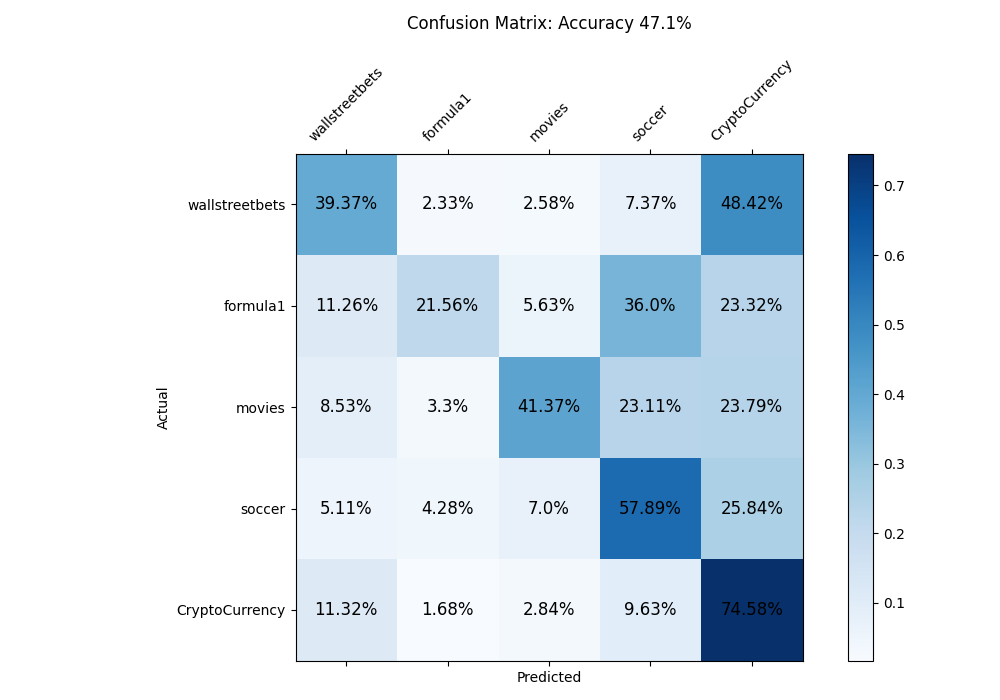 Confusion Matrix: Accuracy 47.1%
wallstreetbets formula1 movies soccer CryptoCurrency
wallstreetbets 39.37% 2.33% 2.58% 7.37% 48.42%
formula1 11.26% 21.56% 5.63% 36.0% 23.32%
movies 8.53% 3.3% 41.37% 23.11% 23.79%
soccer 5.11% 4.28% 7.0% 57.89% 25.84%
CryptoCurrency 11.32% 1.68% 2.84% 9.63% 74.58%
Actual
Predicted
0.7
0.6
0.5
0.4
0.3
0.2
0.1